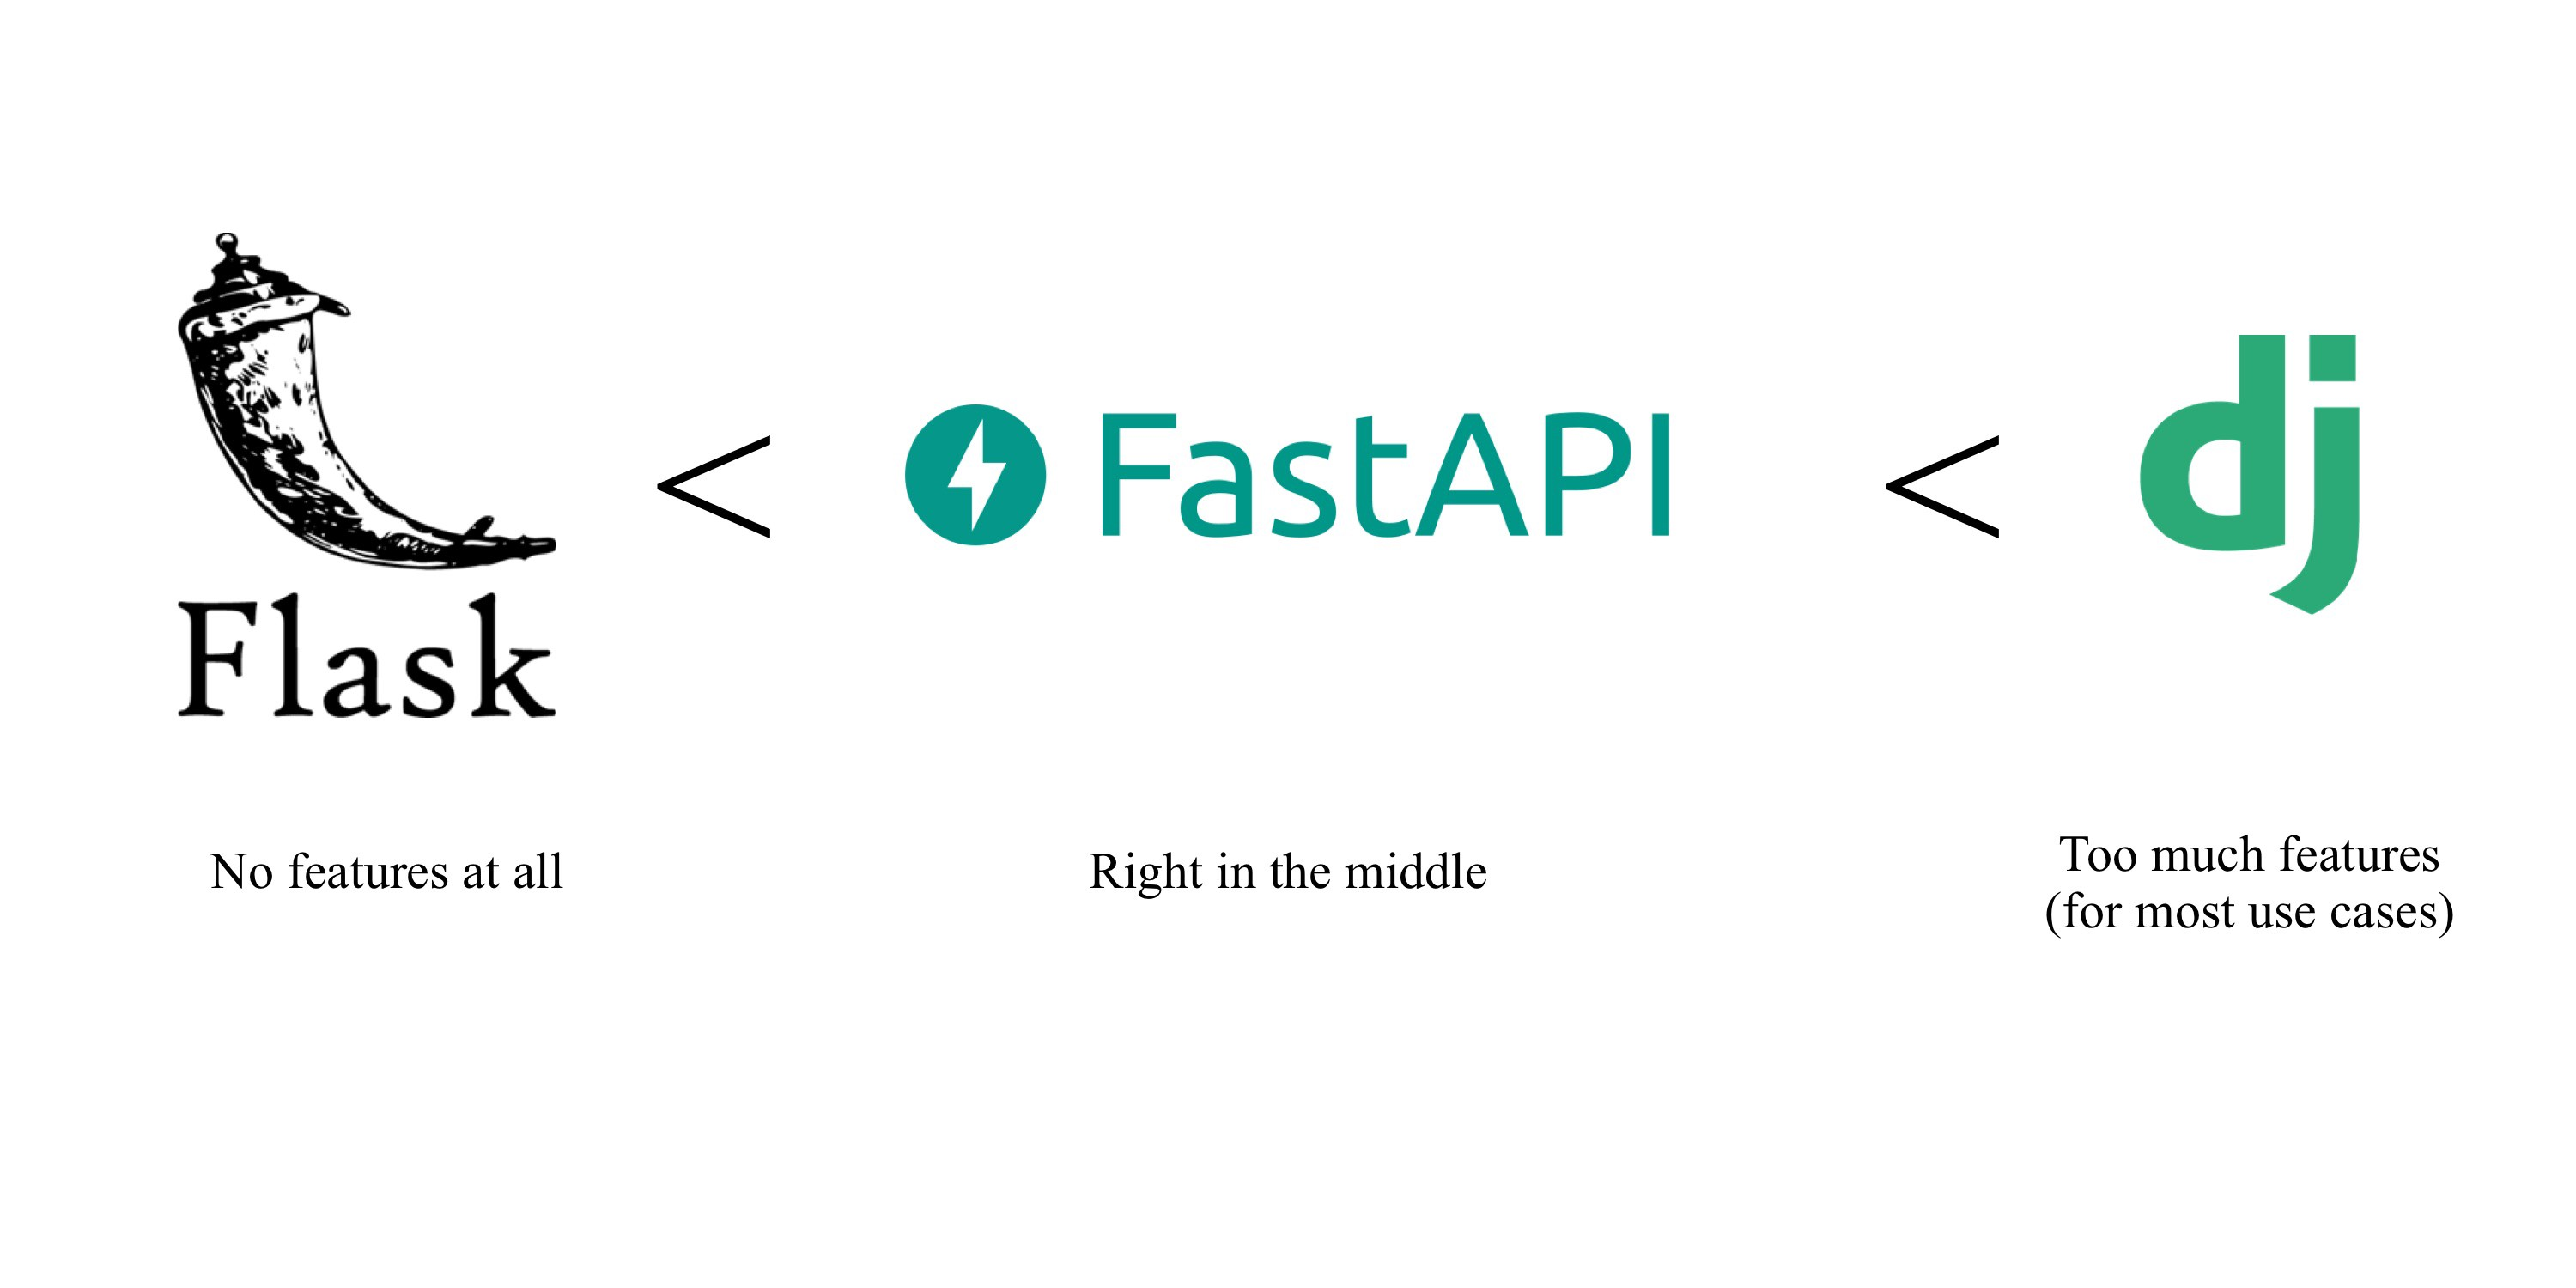 Flask
<
FastAPI
<
dj
No features at all
Right in the middle
Too much features
(for most use cases)